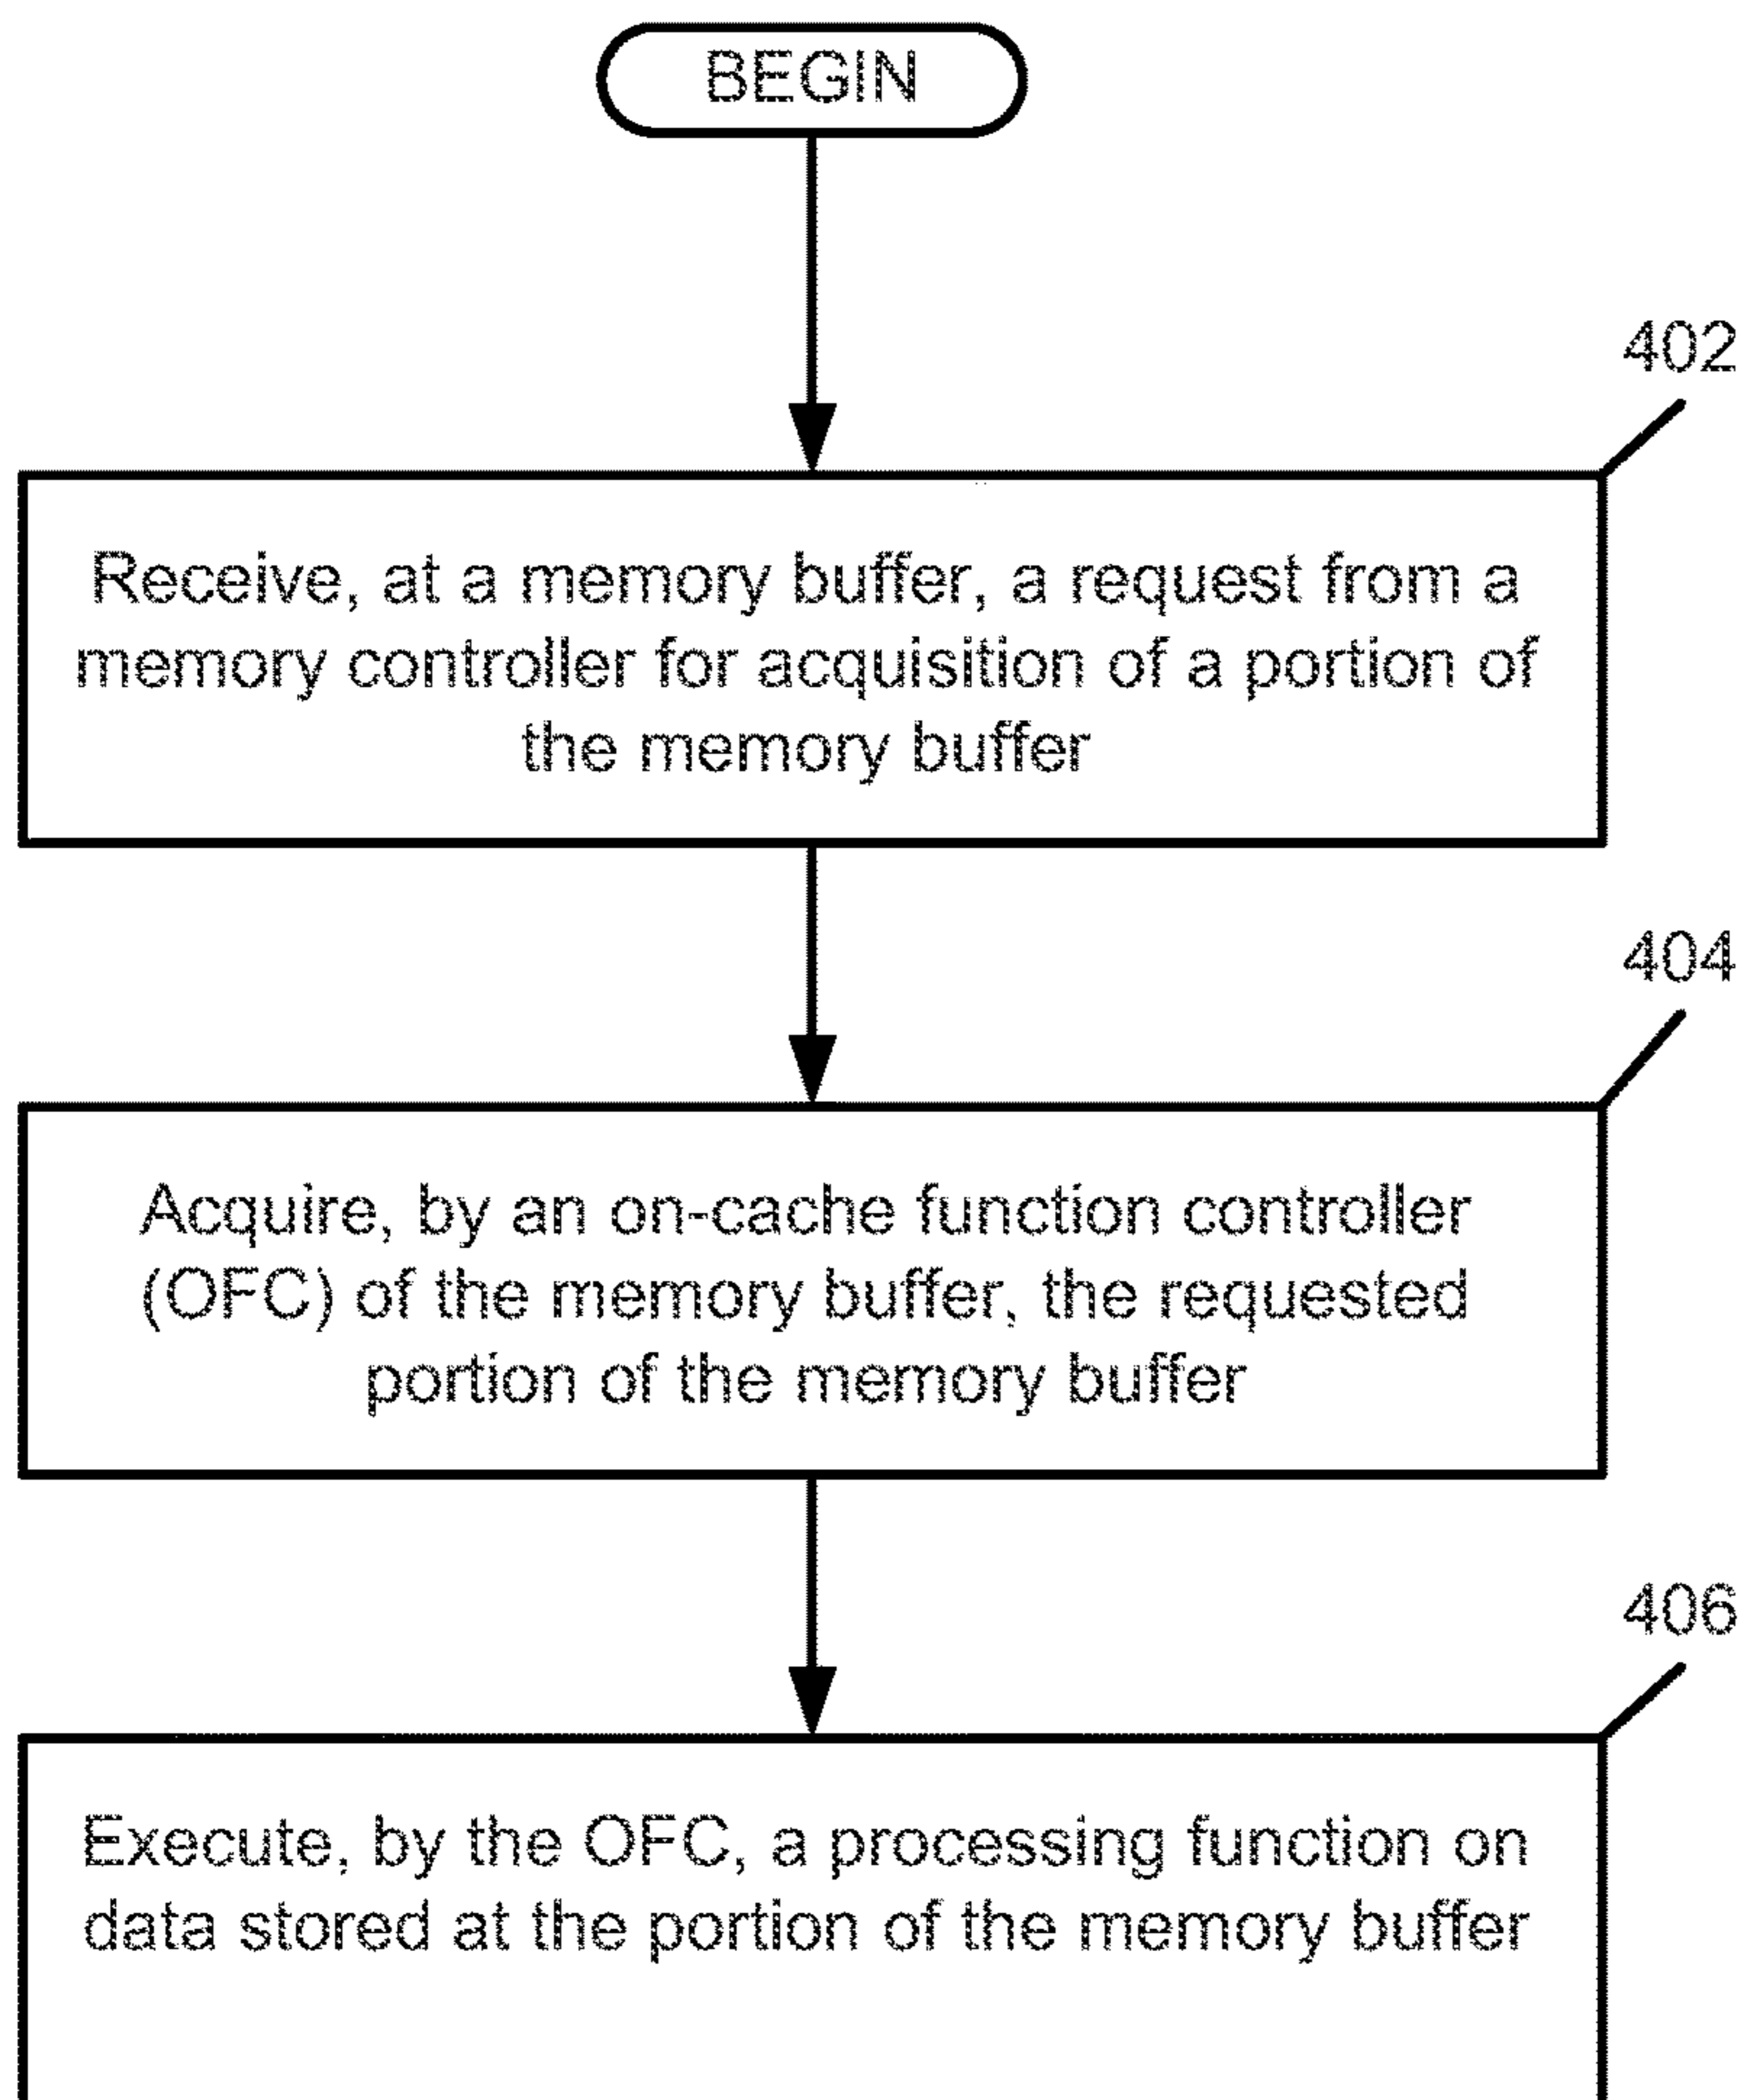 BEGIN
402
Receive, at a memory buffer, a request from a
memory controller for acquisition of a portion of
the memory buffer
404
Acquire, by an on-cache function controller
(OFC) of the memory buffer, the requested
portion of the memory buffer
406
Execute, by the OFC, a processing function on
data stored at the portion of the memory buffer